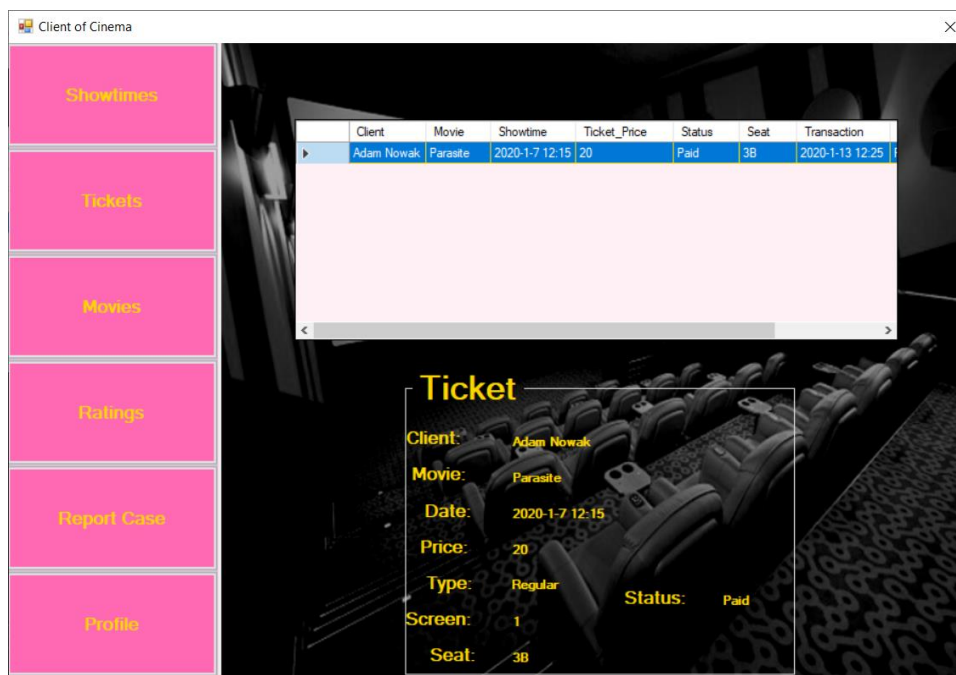 Client of Cinema
Showtimes
Tickets
Movies
Ratings
Report Case
Profile
Client Movie Showtime Ticket_Price Status Seat Transaction
Adam Nowak Parasite 2020-1-7 12:15 20 Paid 3B 2020-1-13 12:25
Ticket
Client: Adam Nowak
Movie: Parasite
Date: 2020-1-7 12:15
Price: 20
Type: Regular
Status: Paid
Screen: 1
Seat: 3B